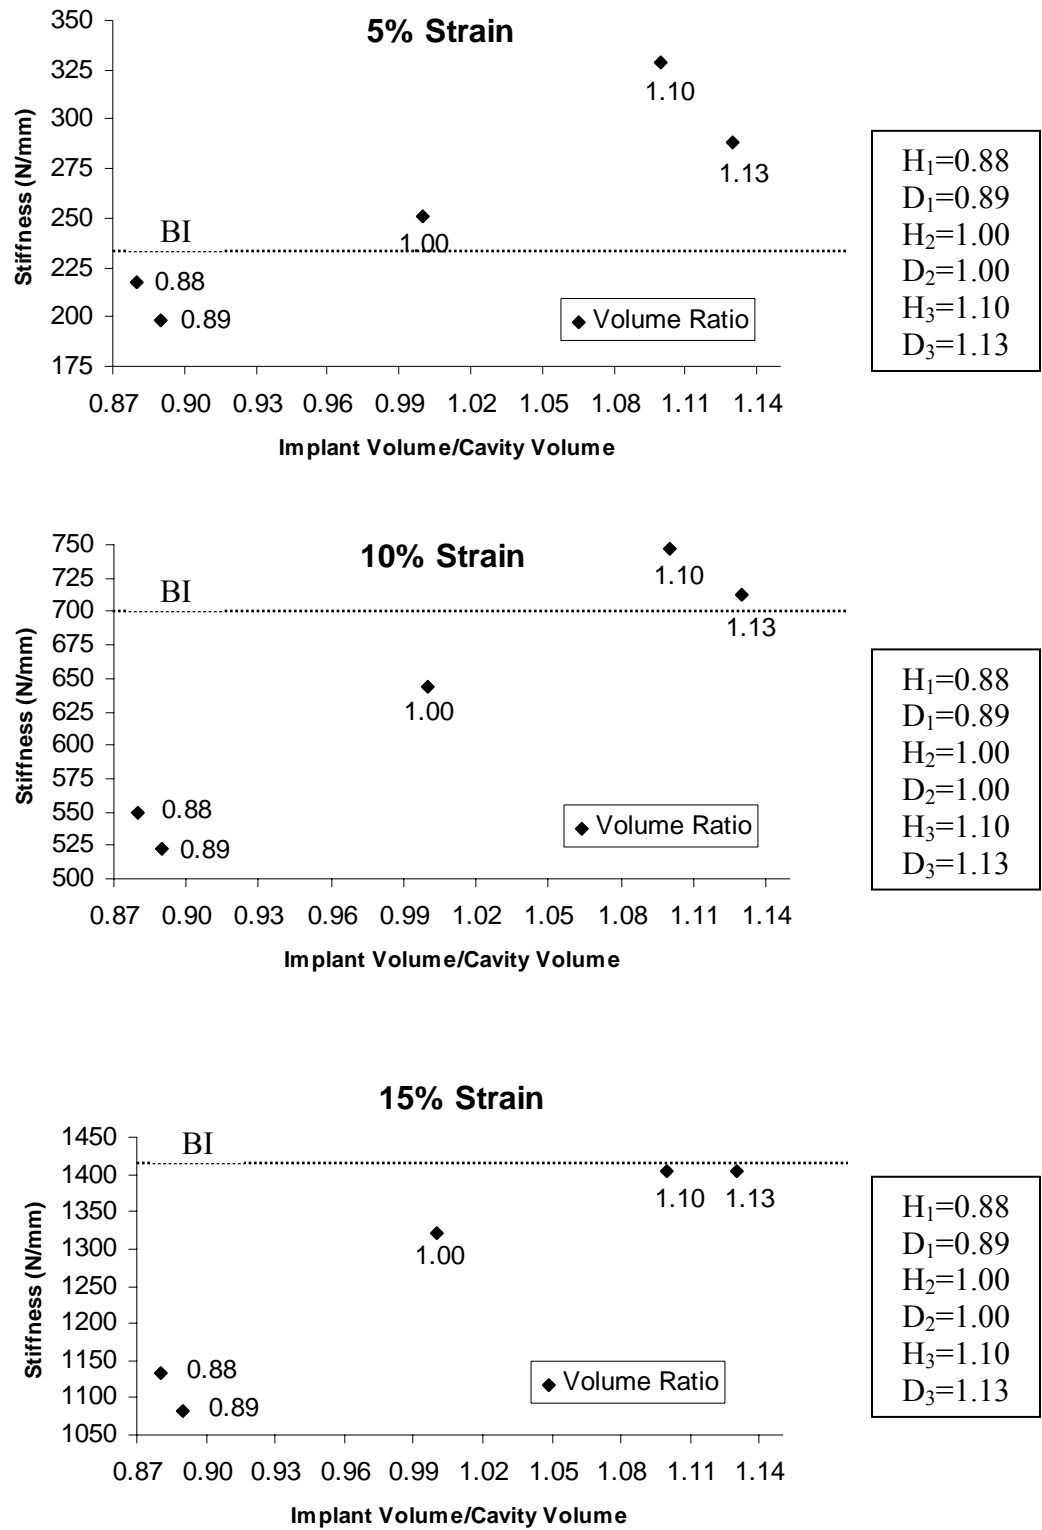 5% Strain
350
325
300
275
250
225
200
175
Stiffness (N/mm)
BI
0.88
0.89
1.00
1.10
1.13
Volume Ratio
0.87 0.90 0.93 0.96 0.99 1.02 1.05 1.08 1.11 1.14
Implant Volume/Cavity Volume
H₁=0.88
D₁=0.89
H₂=1.00
D₂=1.00
H₃=1.10
D₃=1.13
10% Strain
750
725
700
675
650
625
600
575
550
525
500
Stiffness (N/mm)
BI
0.88
0.89
1.00
1.10
1.13
Volume Ratio
0.87 0.90 0.93 0.96 0.99 1.02 1.05 1.08 1.11 1.14
Implant Volume/Cavity Volume
H₁=0.88
D₁=0.89
H₂=1.00
D₂=1.00
H₃=1.10
D₃=1.13
15% Strain
1450
1400
1350
1300
1250
1200
1150
1100
1050
Stiffness (N/mm)
BI
0.88
0.89
1.00
1.10
1.13
Volume Ratio
0.87 0.90 0.93 0.96 0.99 1.02 1.05 1.08 1.11 1.14
Implant Volume/Cavity Volume
H₁=0.88
D₁=0.89
H₂=1.00
D₂=1.00
H₃=1.10
D₃=1.13